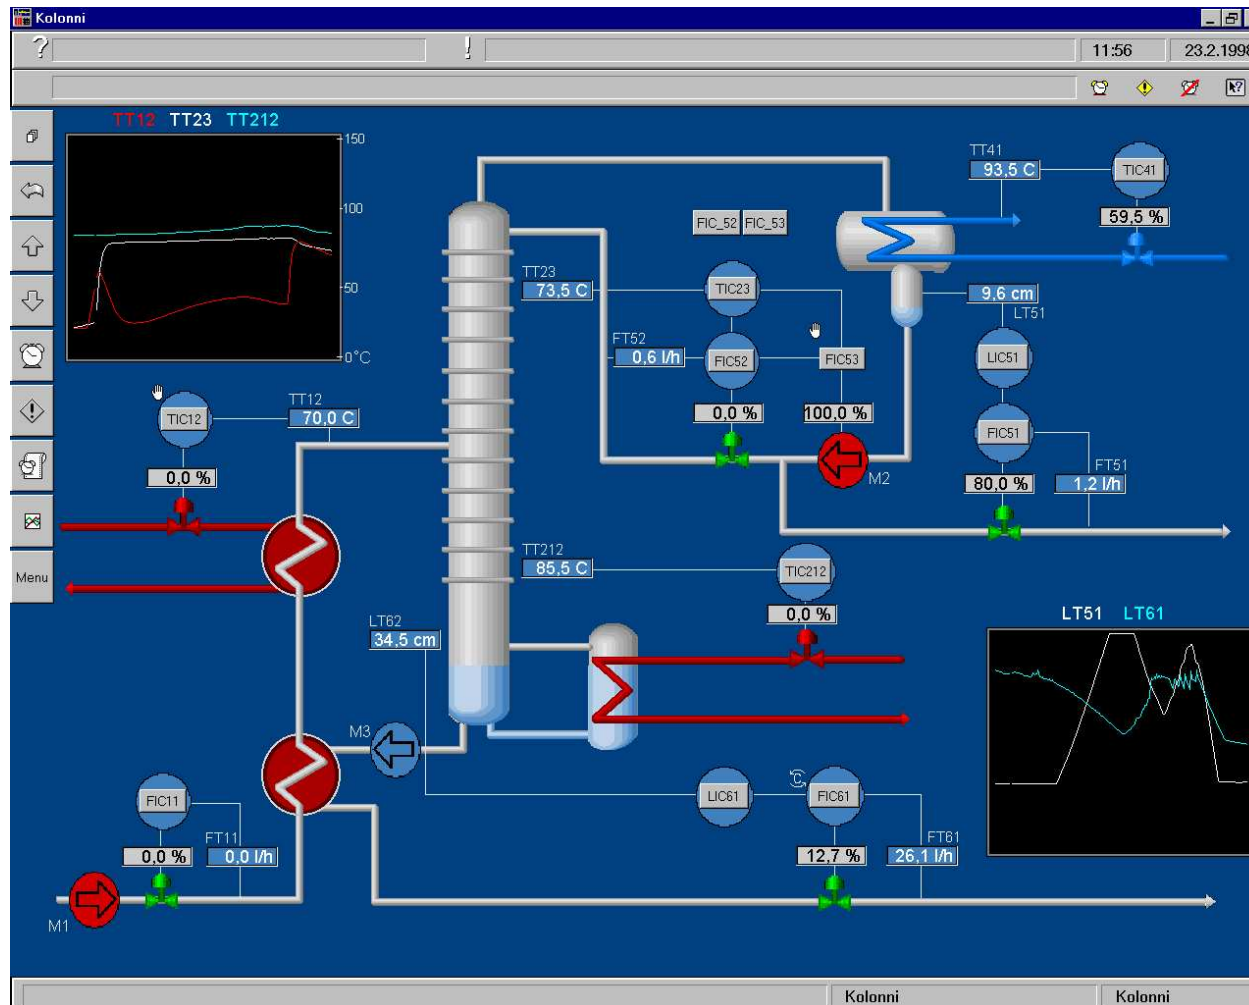 Kolonni
? ! 11:56 23.2.1998
TT12 TT23 TT212
150
100
50
0°C
TT41
93,5 C
TIC41
59,5 %
FIC_52 FIC_53
TT23
73,5 C
TIC23
9,6 cm
LT51
FT52
0,6 l/h
FIC52
FIC53
LIC51
0,0 %
100,0 %
TIC12
TT12
70,0 C
0,0 %
M2
FIC51
80,0 %
FT51
1,2 l/h
Menu
TT212
85,5 C
TIC212
0,0 %
LT62
34,5 cm
LT51 LT61
M3
FIC11
FT11
0,0 %
0,0 l/h
M1
LIC61
C
FIC61
FT61
12,7 %
26,1 l/h
Kolonni
Kolonni